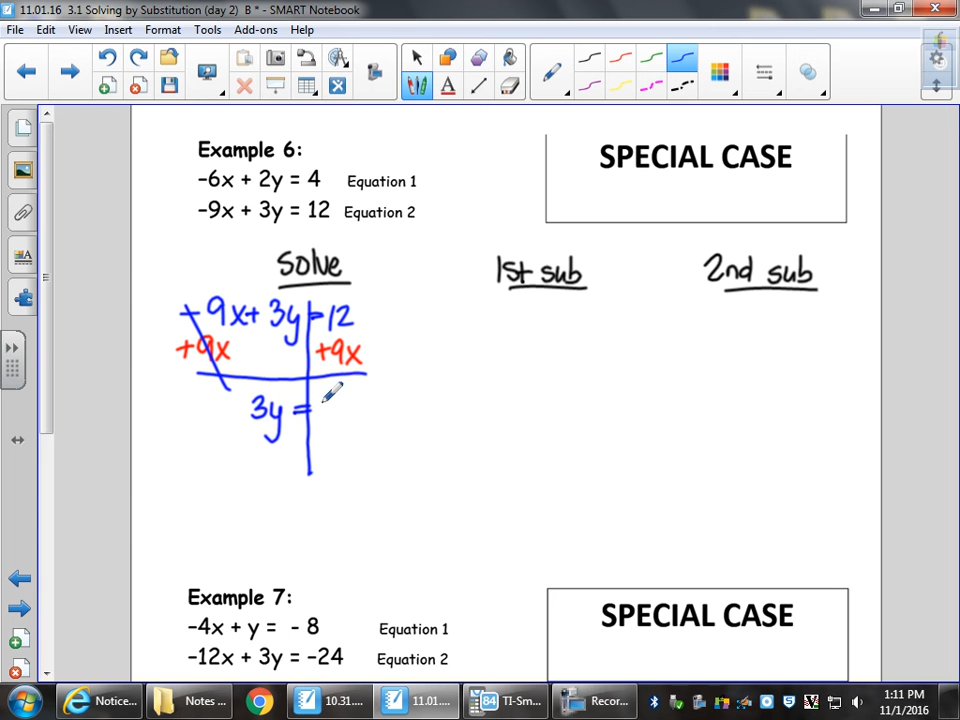 11.01.16 3.1 Solving by Substitution (day 2) B * - SMART Notebook
File Edit View Insert Format Tools Add-ons Help
Example 6:
-6x + 2y = 4 Equation 1
-9x + 3y = 12 Equation 2
SPECIAL CASE
Solve
1st sub
2nd sub
-9x+ 3y = 12
+9x +9x
3y =
Example 7:
-4x + y = - 8 Equation 1
-12x + 3y = -24 Equation 2
SPECIAL CASE
Notice... Notes ... 10.31.... 11.01.... TI-Sm... Recor...
1:11 PM
11/1/2016